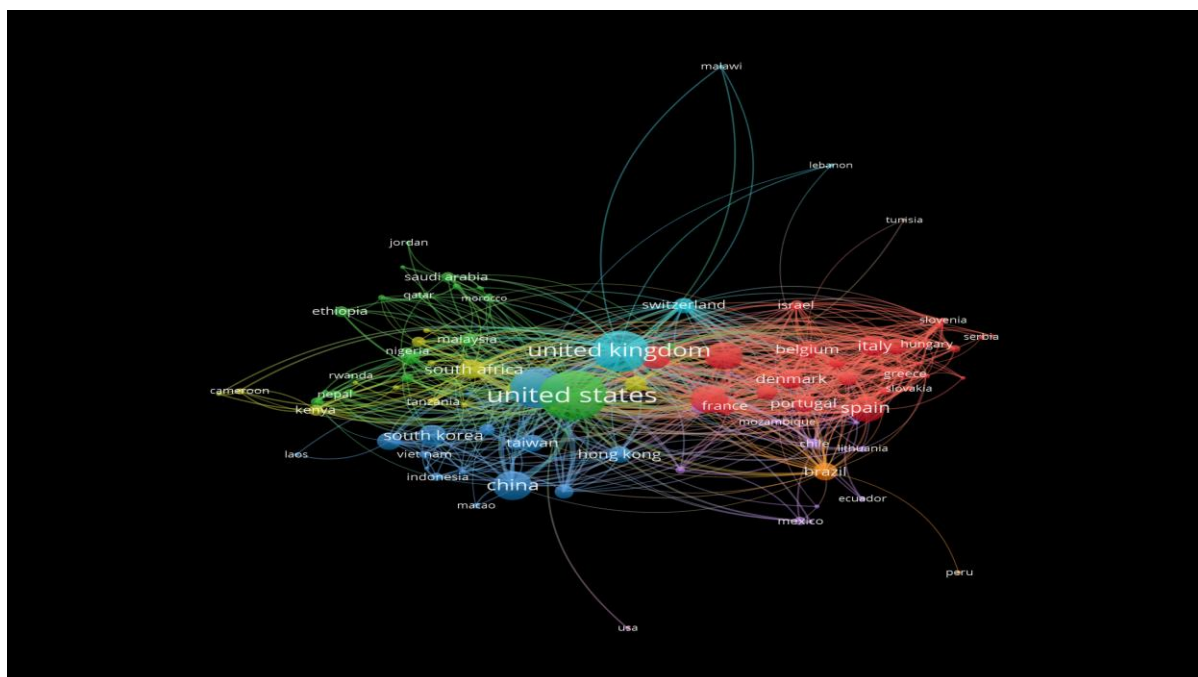 malawi
lebanon
tunisia
jordan
saudi arabia
qatar
morocco
switzerland
israel
ethiopia
slovenia
serbia
malaysia
united kingdom
belgium
italy
hungary
nigeria
south africa
rwanda
denmark
greece
slovakia
cameroon
nepal
united states
kenya
tanzania
france
portugal
spain
mozambique
south korea
taiwan
chile
lithuania
laos
viet nam
hong kong
indonesia
brazil
china
ecuador
macao
mexico
peru
usa